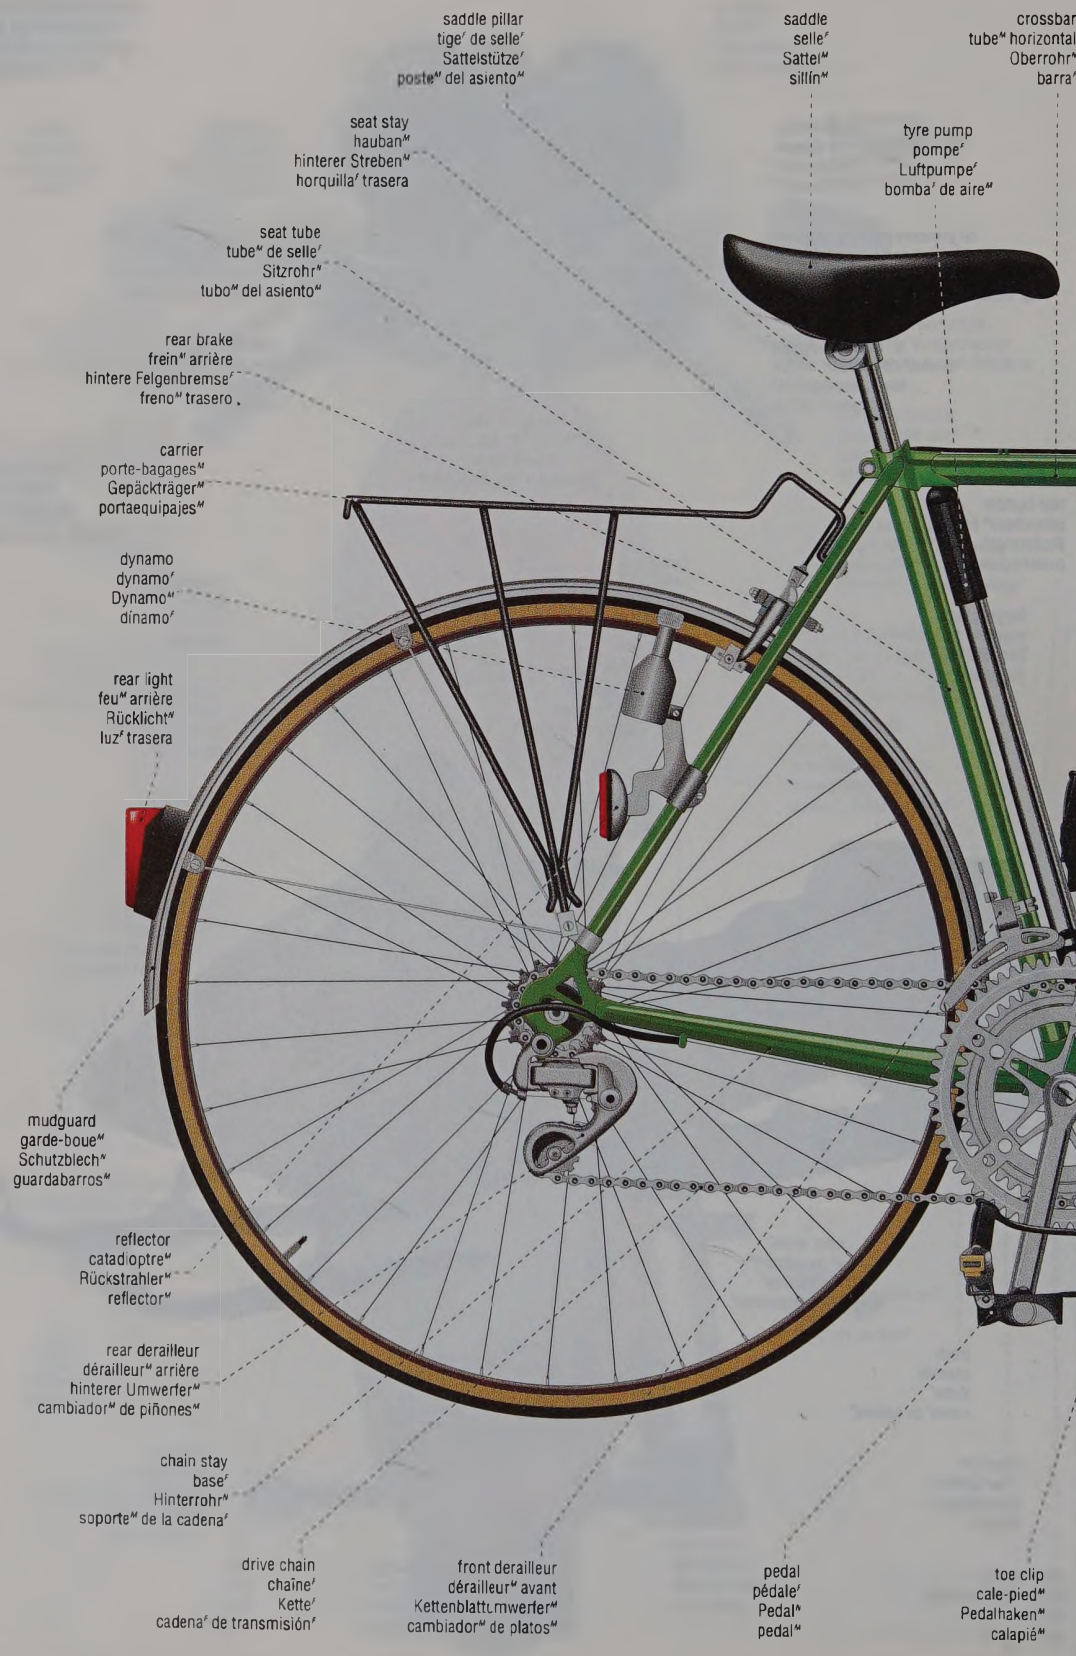 saddle pillar
tigeF de selleF
SattelstützeF
posteM del asientoM
saddle
selleF
SattelM
sillínM
crossbar
tubeM horizontal
OberrohrN
barraF
seat stay
haubanM
hinterer StrebenM
horquillaF trasera
tyre pump
pompeF
LuftpumpeF
bombaF de aireM
seat tube
tubeM de selleF
SitzrohrN
tuboM del asientoM
rear brake
freinM arrière
hintere FelgenbremseF
frenoM trasero
carrier
porte-bagagesM
GepäckträgerM
portaequipajesM
dynamo
dynamoF
DynamoM
dínamoF
rear light
feuM arrière
RücklichtN
luzF trasera
mudguard
garde-boueM
SchutzblechN
guardabarrosM
reflector
catadioptreM
RückstrahlerM
reflectorM
rear derailleur
dérailleurM arrière
hinterer UmwerferM
cambiadorM de piñonesM
chain stay
baseF
HinterrohrN
soporteM de la cadenaF
drive chain
chaîneF
KetteF
cadenaF de transmisiónF
front derailleur
dérailleurM avant
KettenblattumwerferM
cambiadorM de platosM
pedal
pédaleF
PedalN
pedalM
toe clip
cale-piedM
PedalhakenM
calapiéM